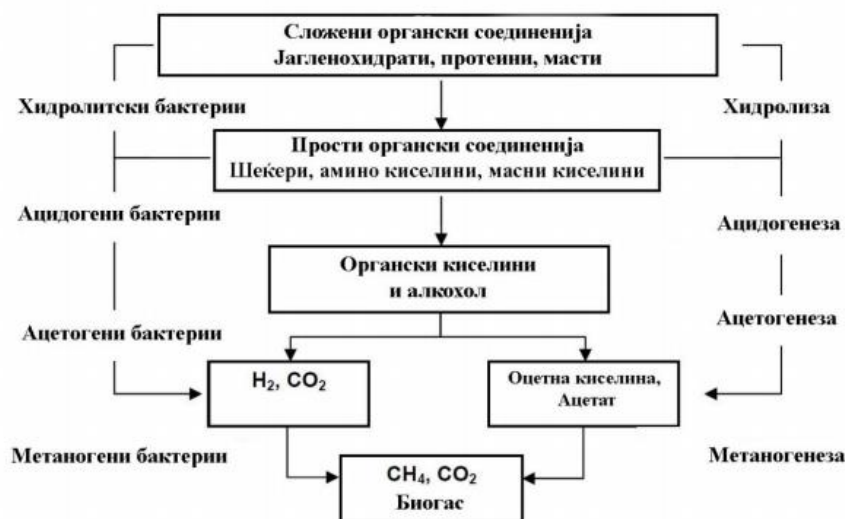 Сложени органски соединенија
Јагленохидрати, протеини, масти
Хидролитски бактерии
Хидролиза
Прости органски соединенија
Шеќери, амино киселини, масни киселини
Ацидогени бактерии
Ацидогенеза
Органски киселини
и алкохол
Ацетогени бактерии
Ацетогенеза
H₂, CO₂
Оцетна киселина,
Ацетат
Метаногени бактерии
Метаногенеза
CH₄, CO₂
Биогас